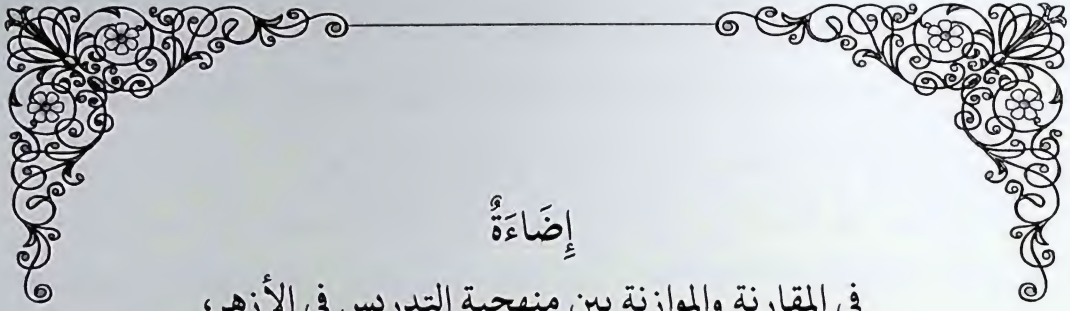 إِضَاءَةٌ
في المقارنة والموازنة بين منهجية التدريس في الأزهر،